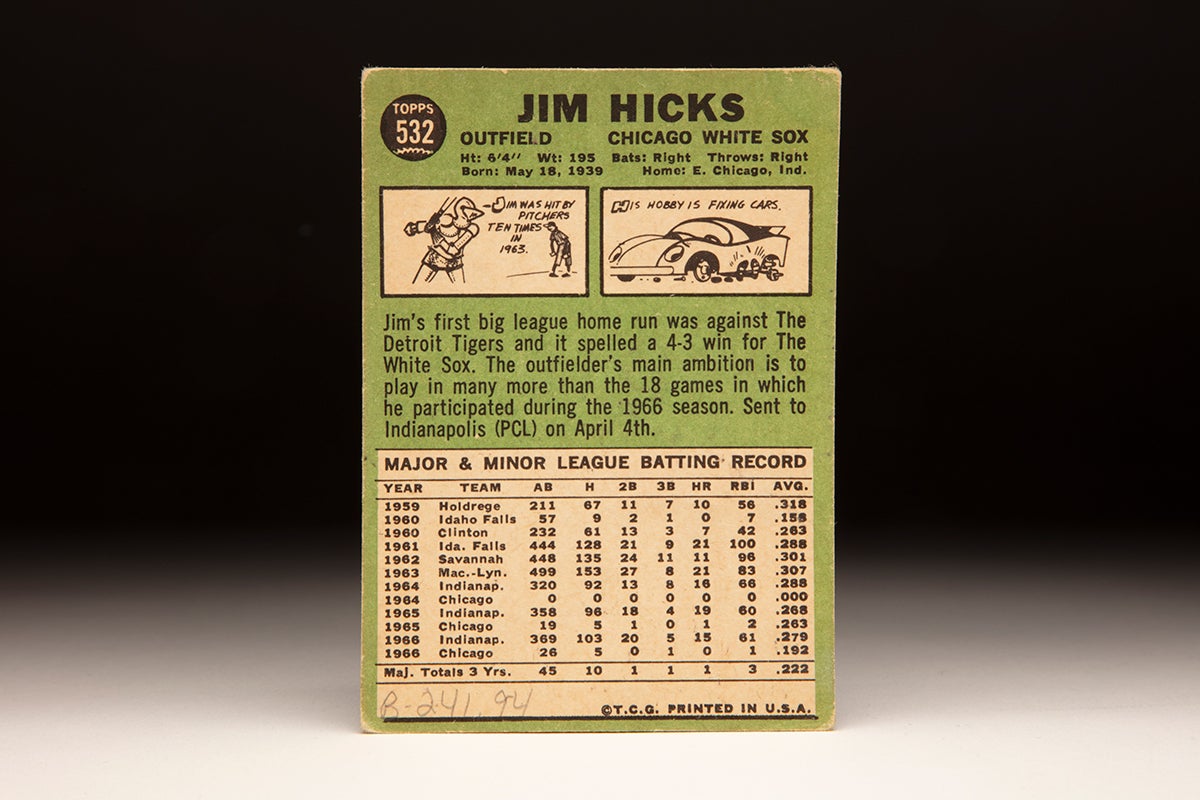 TOPPS
532
JIM HICKS
OUTFIELD CHICAGO WHITE SOX
Ht: 6'4" Wt: 195 Bats: Right Throws: Right
Born: May 18, 1939 Home: E. Chicago, Ind.
JIM WAS HIT BY
PITCHERS
TEN TIMES
IN
1963.
HIS HOBBY IS FIXING CARS.
Jim's first big league home run was against The
Detroit Tigers and it spelled a 4-3 win for The
White Sox. The outfielder's main ambition is to
play in many more than the 18 games in which
he participated during the 1966 season. Sent to
Indianapolis (PCL) on April 4th.
MAJOR & MINOR LEAGUE BATTING RECORD
YEAR TEAM AB H 2B 3B HR RBI AVG.
1959 Holdrege 211 67 11 7 10 56 .318
1960 Idaho Falls 57 9 2 1 0 7 .158
1960 Clinton 232 61 13 3 7 42 .263
1961 Ida. Falls 444 128 21 9 21 100 .288
1962 Savannah 448 135 24 11 11 96 .301
1963 Mac.-Lyn. 499 153 27 8 21 83 .307
1964 Indianap. 320 92 13 8 16 66 .288
1964 Chicago 0 0 0 0 0 0 .000
1965 Indianap. 358 96 18 4 19 60 .268
1965 Chicago 19 5 1 0 1 2 .263
1966 Indianap. 369 103 20 5 15 61 .279
1966 Chicago 26 5 0 1 0 1 .192
Maj. Totals 3 Yrs. 45 10 1 1 1 3 .222
B-241.94
©T.C.G. PRINTED IN U.S.A.